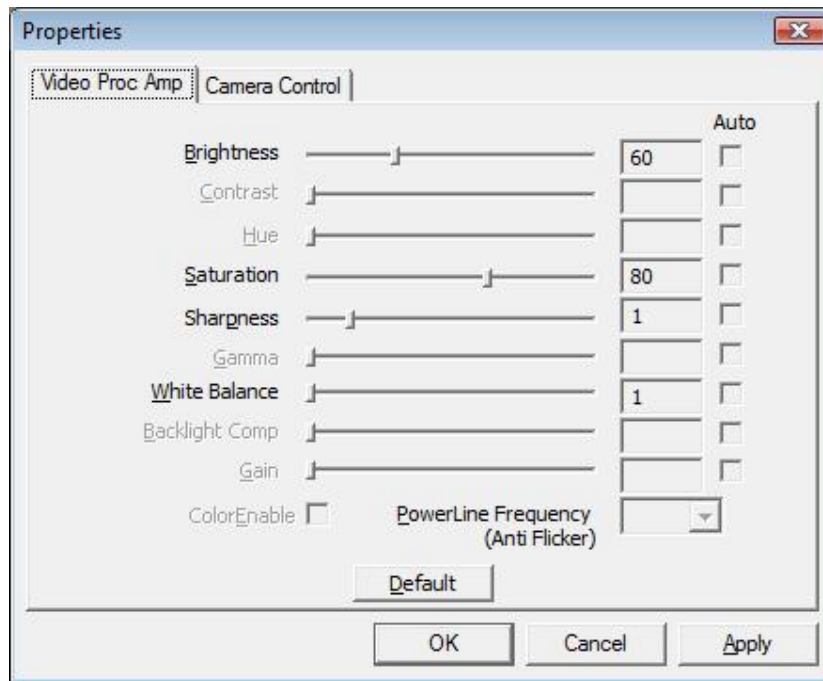 Properties
Video Proc Amp Camera Control
Auto
Brightness 60
Contrast
Hue
Saturation 80
Sharpness 1
Gamma
White Balance 1
Backlight Comp
Gain
ColorEnable PowerLine Frequency
(Anti Flicker)
Default
OK Cancel Apply